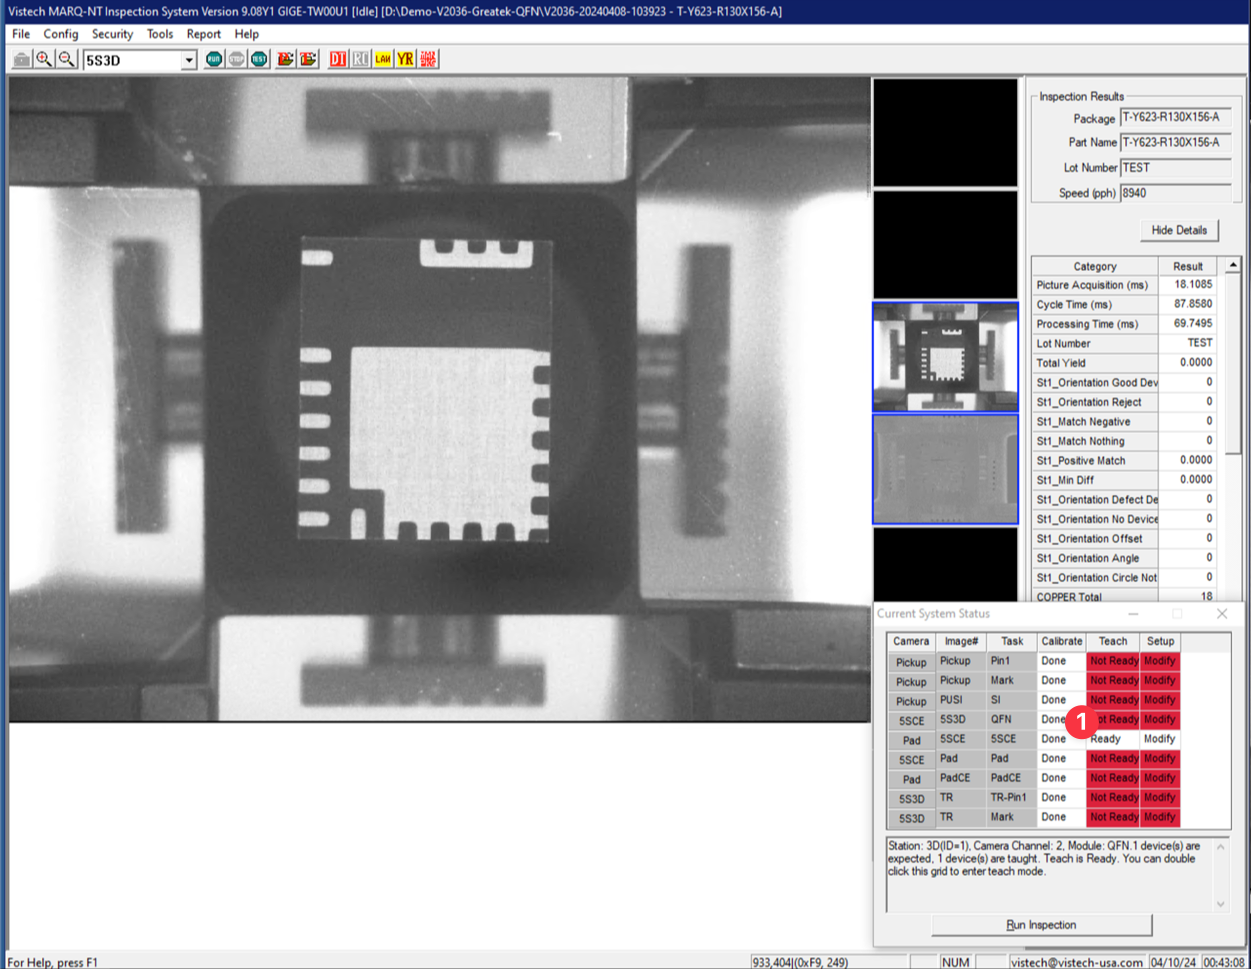 Vistech MARQ-NT Inspection System Version 9.08Y1 GIGE-TW00U1 [Idle] [D:\Demo-V2036-Greatek-QFN\V2036-20240408-103923 - T-Y623-R130X156-A]
File Config Security Tools Report Help
5S3D RUN STOP TEST DI RC LAN YR
Inspection Results
Package T-Y623-R130X156-A
Part Name T-Y623-R130X156-A
Lot Number TEST
Speed (pph) 8940
Hide Details
Category Result
Picture Acquisition (ms) 18.1085
Cycle Time (ms) 87.8580
Processing Time (ms) 69.7495
Lot Number TEST
Total Yield 0.0000
St1_Orientation Good Dev 0
St1_Orientation Reject 0
St1_Match Negative 0
St1_Match Nothing 0
St1_Positive Match 0.0000
St1_Min Diff 0.0000
St1_Orientation Defect De 0
St1_Orientation No Device 0
St1_Orientation Offset 0
St1_Orientation Angle 0
St1_Orientation Circle Not 0
COPPER Total 18
Current System Status
Camera Image# Task Calibrate Teach Setup
Pickup Pickup Pin1 Done Not Ready Modify
Pickup Pickup Mark Done Not Ready Modify
Pickup PUSI SI Done Not Ready Modify
5SCE 5S3D QFN Done 1 ot Ready Modify
Pad 5SCE 5SCE Done Ready Modify
5SCE Pad Pad Done Not Ready Modify
Pad PadCE PadCE Done Not Ready Modify
5S3D TR TR-Pin1 Done Not Ready Modify
5S3D TR Mark Done Not Ready Modify
Station: 3D(ID=1), Camera Channel: 2, Module: QFN.1 device(s) are
expected, 1 device(s) are taught. Teach is Ready. You can double
click this grid to enter teach mode.
Run Inspection
For Help, press F1 933,404|(0xF9, 249) NUM vistech@vistech-usa.com 04/10/24 00:43:08